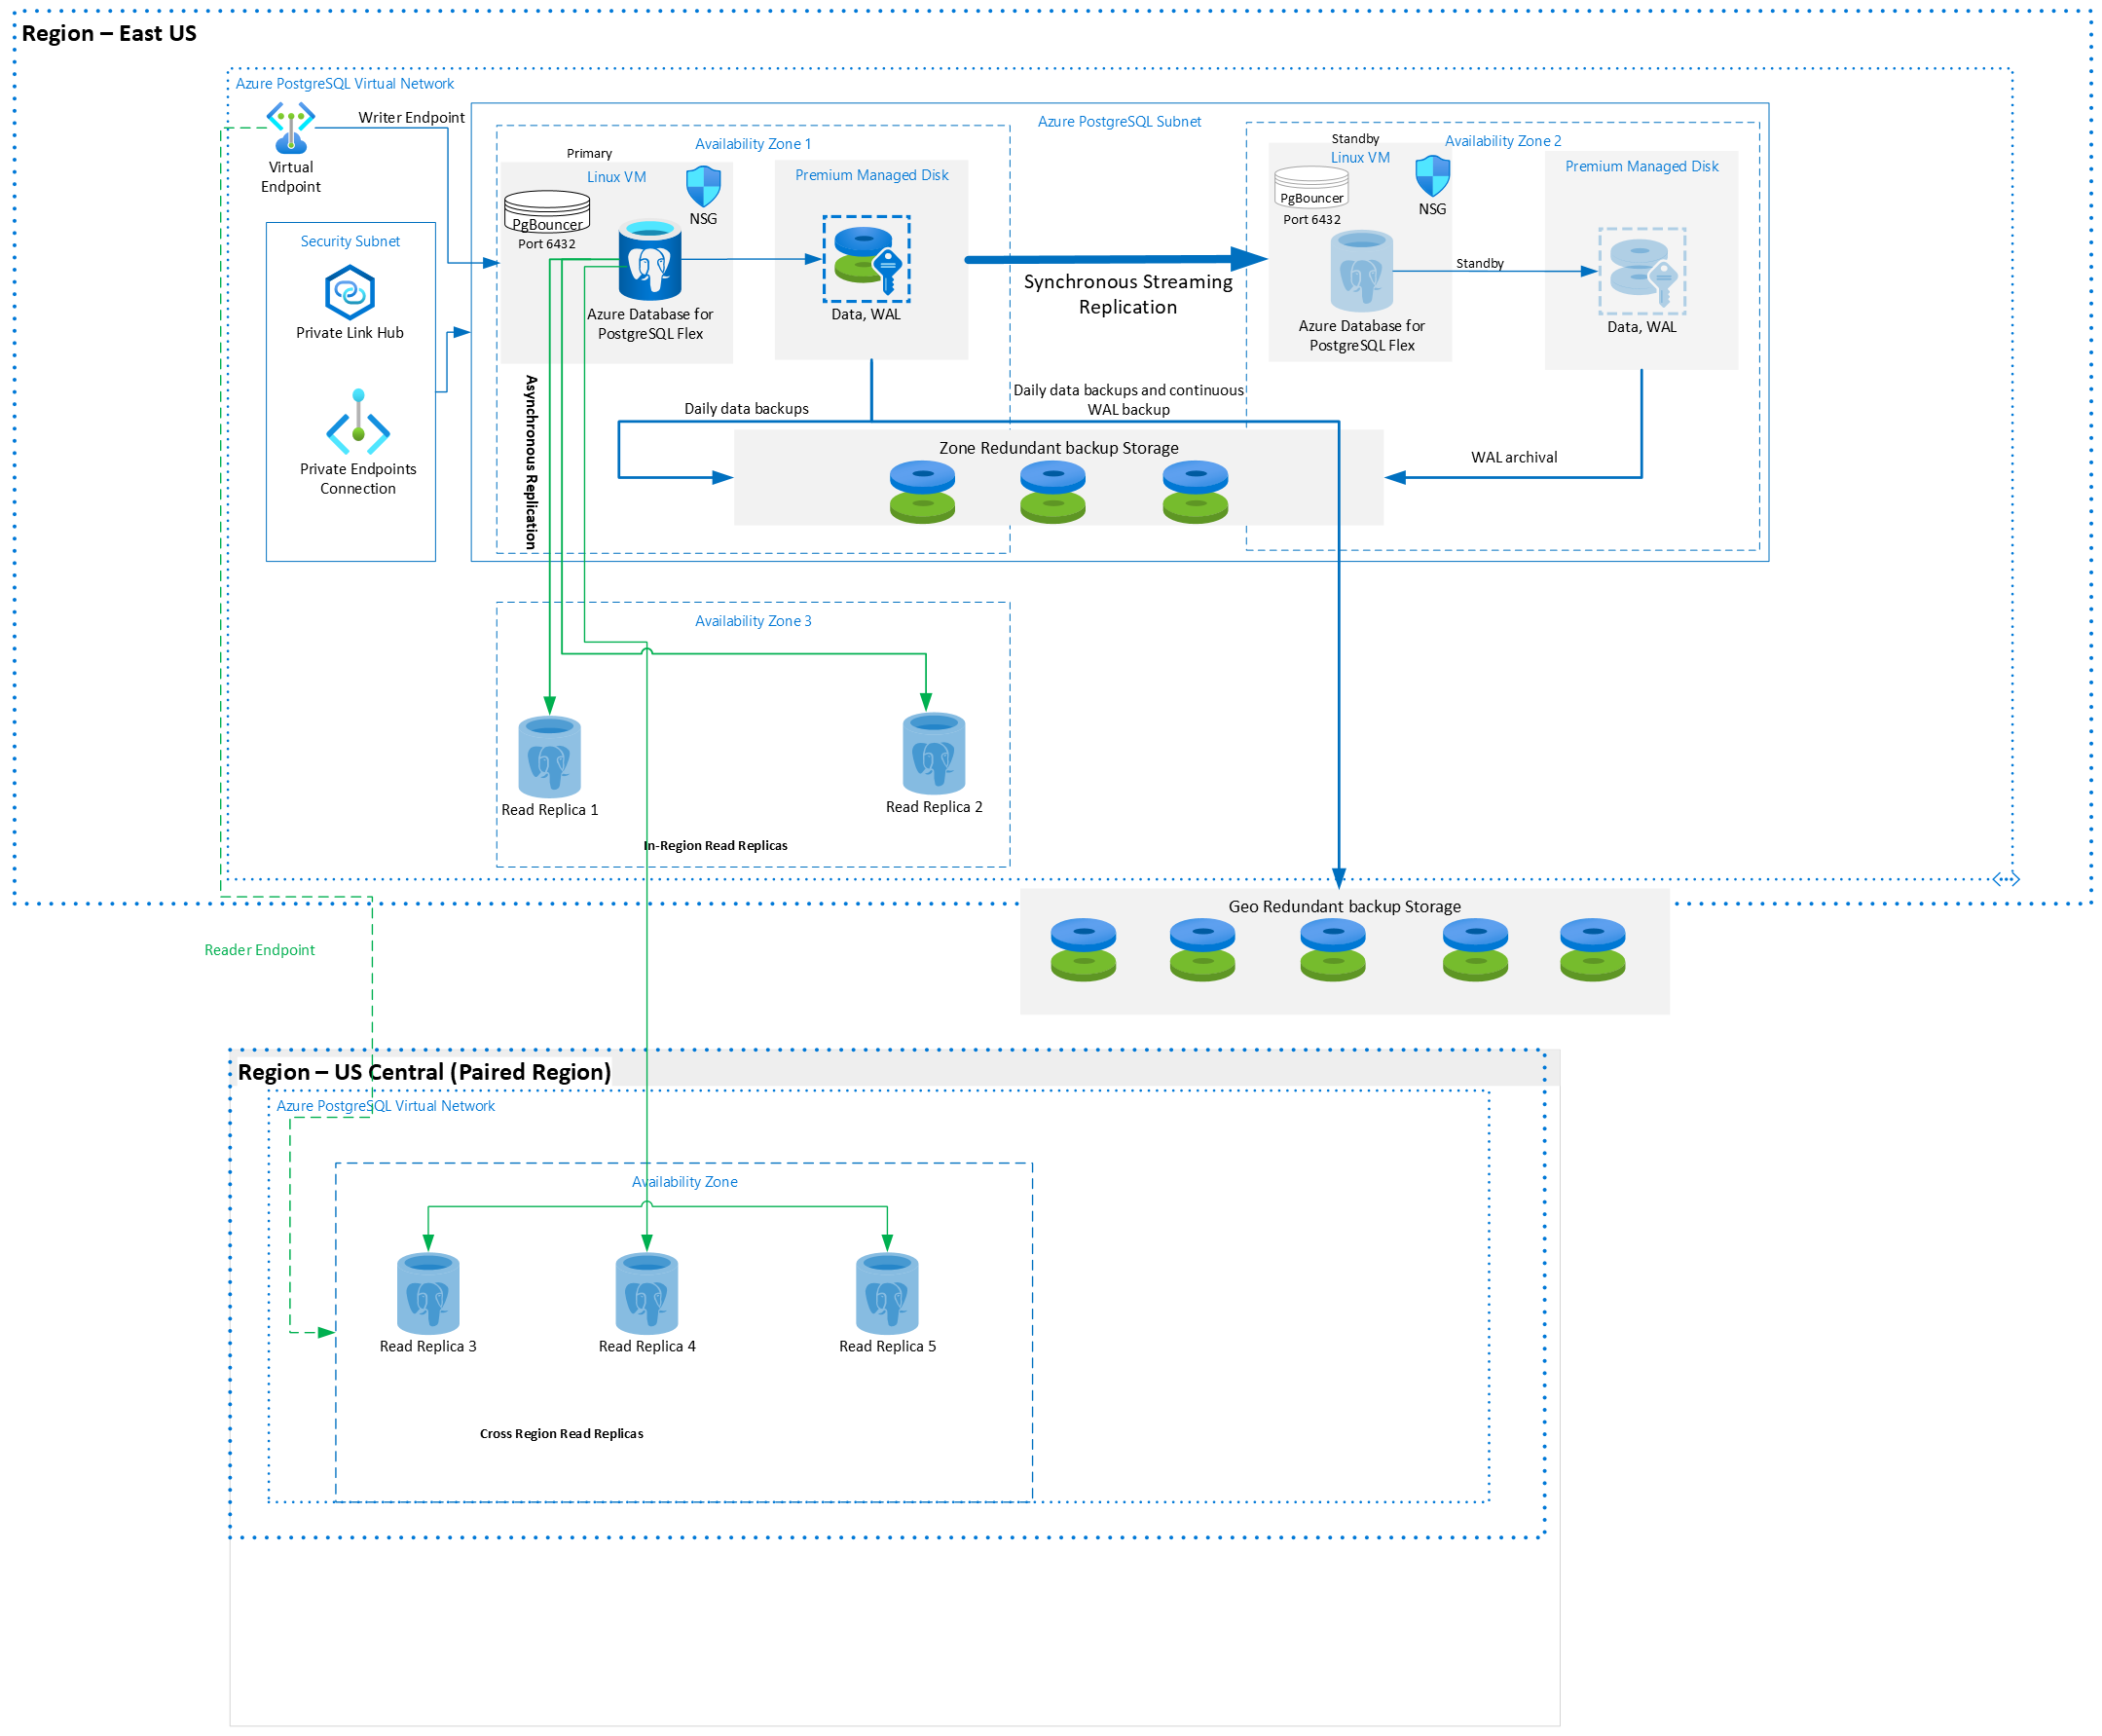 Region – East US
Azure PostgreSQL Virtual Network
Writer Endpoint
Virtual
Endpoint
Azure PostgreSQL Subnet
Availability Zone 1
Primary
Linux VM
PgBouncer
Port 6432
NSG
Azure Database for
PostgreSQL Flex
Premium Managed Disk
Data, WAL
Synchronous Streaming
Replication
Availability Zone 2
Standby
Linux VM
PgBouncer
Port 6432
NSG
Azure Database for
PostgreSQL Flex
Standby
Premium Managed Disk
Data, WAL
Security Subnet
Private Link Hub
Private Endpoints
Connection
Asynchronous Replication
Daily data backups
Daily data backups and continuous
WAL backup
Zone Redundant backup Storage
WAL archival
Availability Zone 3
Read Replica 1
Read Replica 2
In-Region Read Replicas
Geo Redundant backup Storage
Reader Endpoint
Region – US Central (Paired Region)
Azure PostgreSQL Virtual Network
Availability Zone
Read Replica 3
Read Replica 4
Read Replica 5
Cross Region Read Replicas